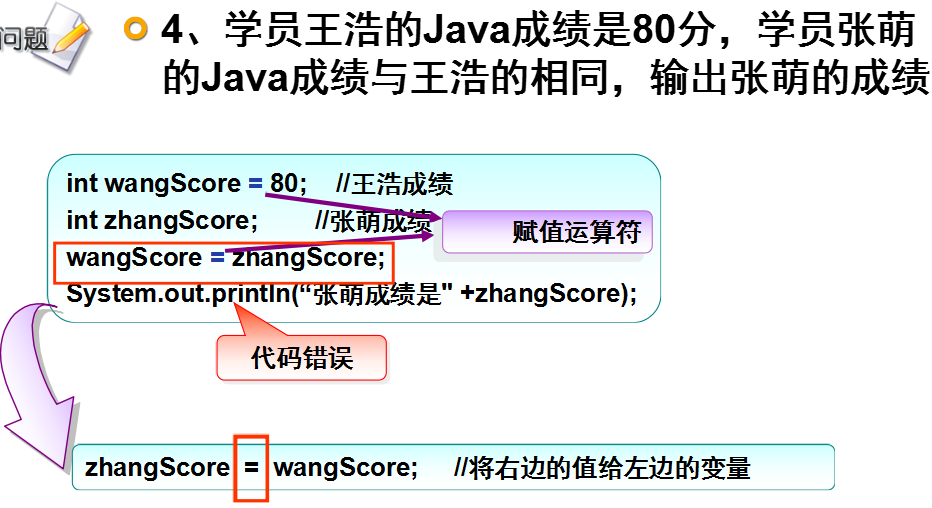 问题
4、学员王浩的Java成绩是80分，学员张萌
的Java成绩与王浩的相同，输出张萌的成绩
int wangScore = 80; //王浩成绩
int zhangScore; //张萌成绩
赋值运算符
wangScore = zhangScore;
System.out.println(“张萌成绩是" +zhangScore);
代码错误
zhangScore = wangScore; //将右边的值给左边的变量